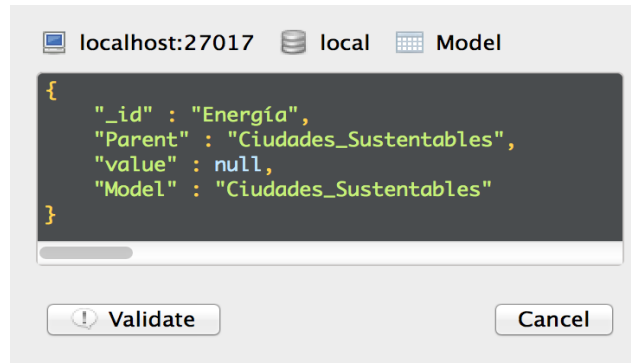 localhost:27017 local Model
{
"_id" : "Energía",
"Parent" : "Ciudades_Sustentables",
"value" : null,
"Model" : "Ciudades_Sustentables"
}
Validate Cancel